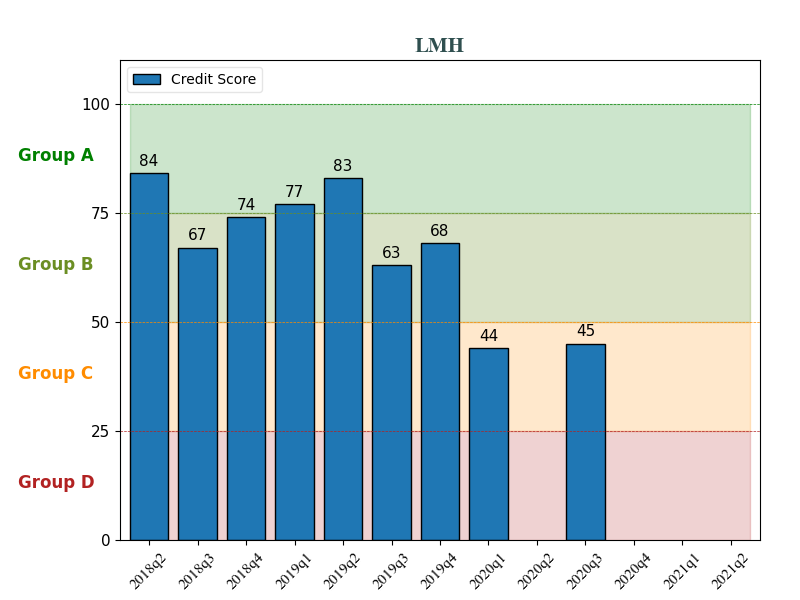 LMH
Credit Score
100
75
50
25
0
Group A
Group B
Group C
Group D
84
67
74
77
83
63
68
44
45
2018q2
2018q3
2018q4
2019q1
2019q2
2019q3
2019q4
2020q1
2020q2
2020q3
2020q4
2021q1
2021q2